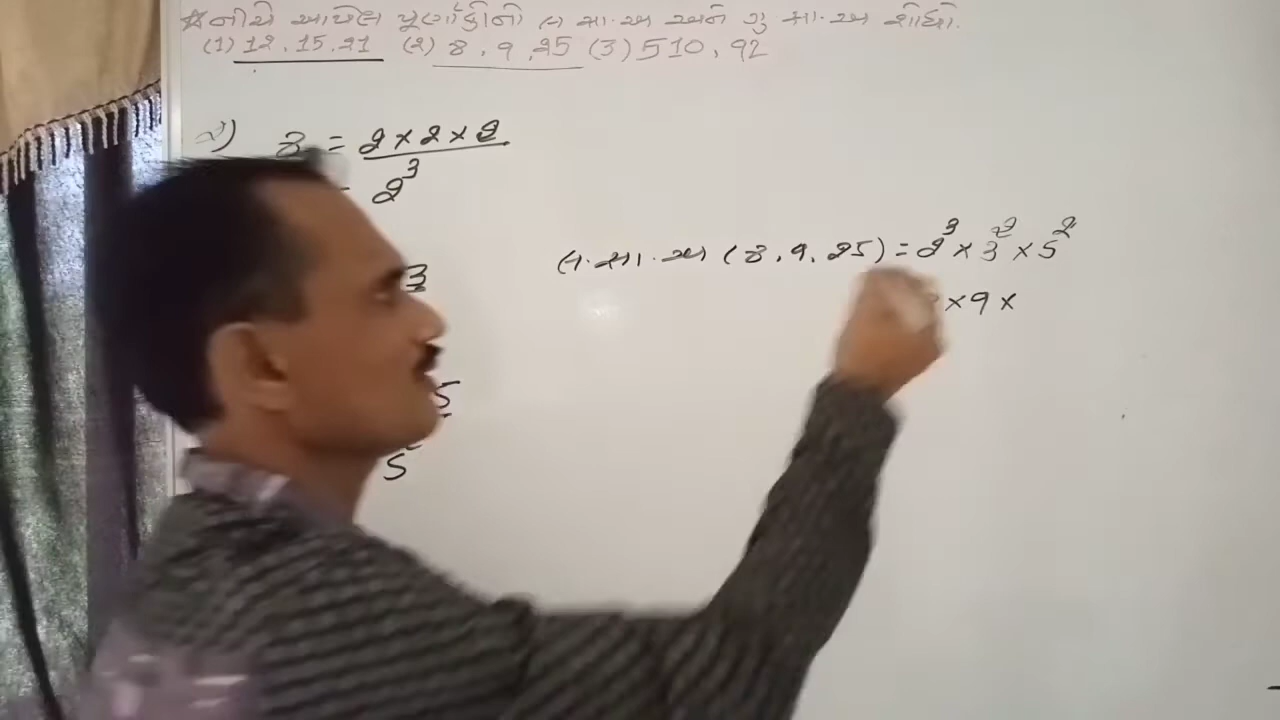 ☆ નીચે આપેલ પૂર્ણાંકોનો લ.સા.અ અને ગુ.સા.અ શોધો.
(1) 12, 15, 21 (2) 8, 9, 25 (3) 510, 92
2) 8 = 2 × 2 × 2
2³
લ.સા.અ (8, 9, 25) = 2³ × 3² × 5²
× 9 ×
3
5
5²